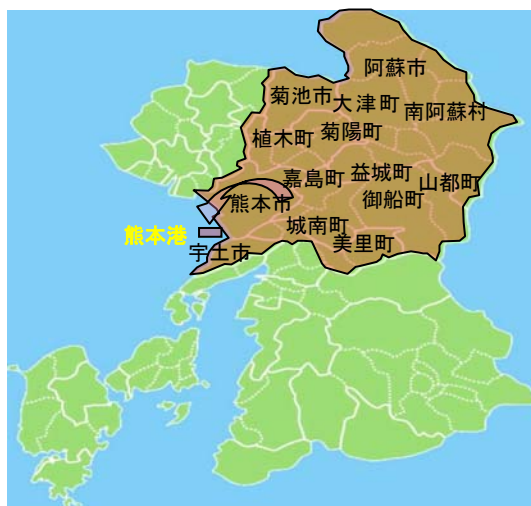 阿蘇市
菊池市
大津町
南阿蘇村
植木町
菊陽町
嘉島町
益城町
山都町
熊本市
御船町
城南町
熊本港
宇土市
美里町